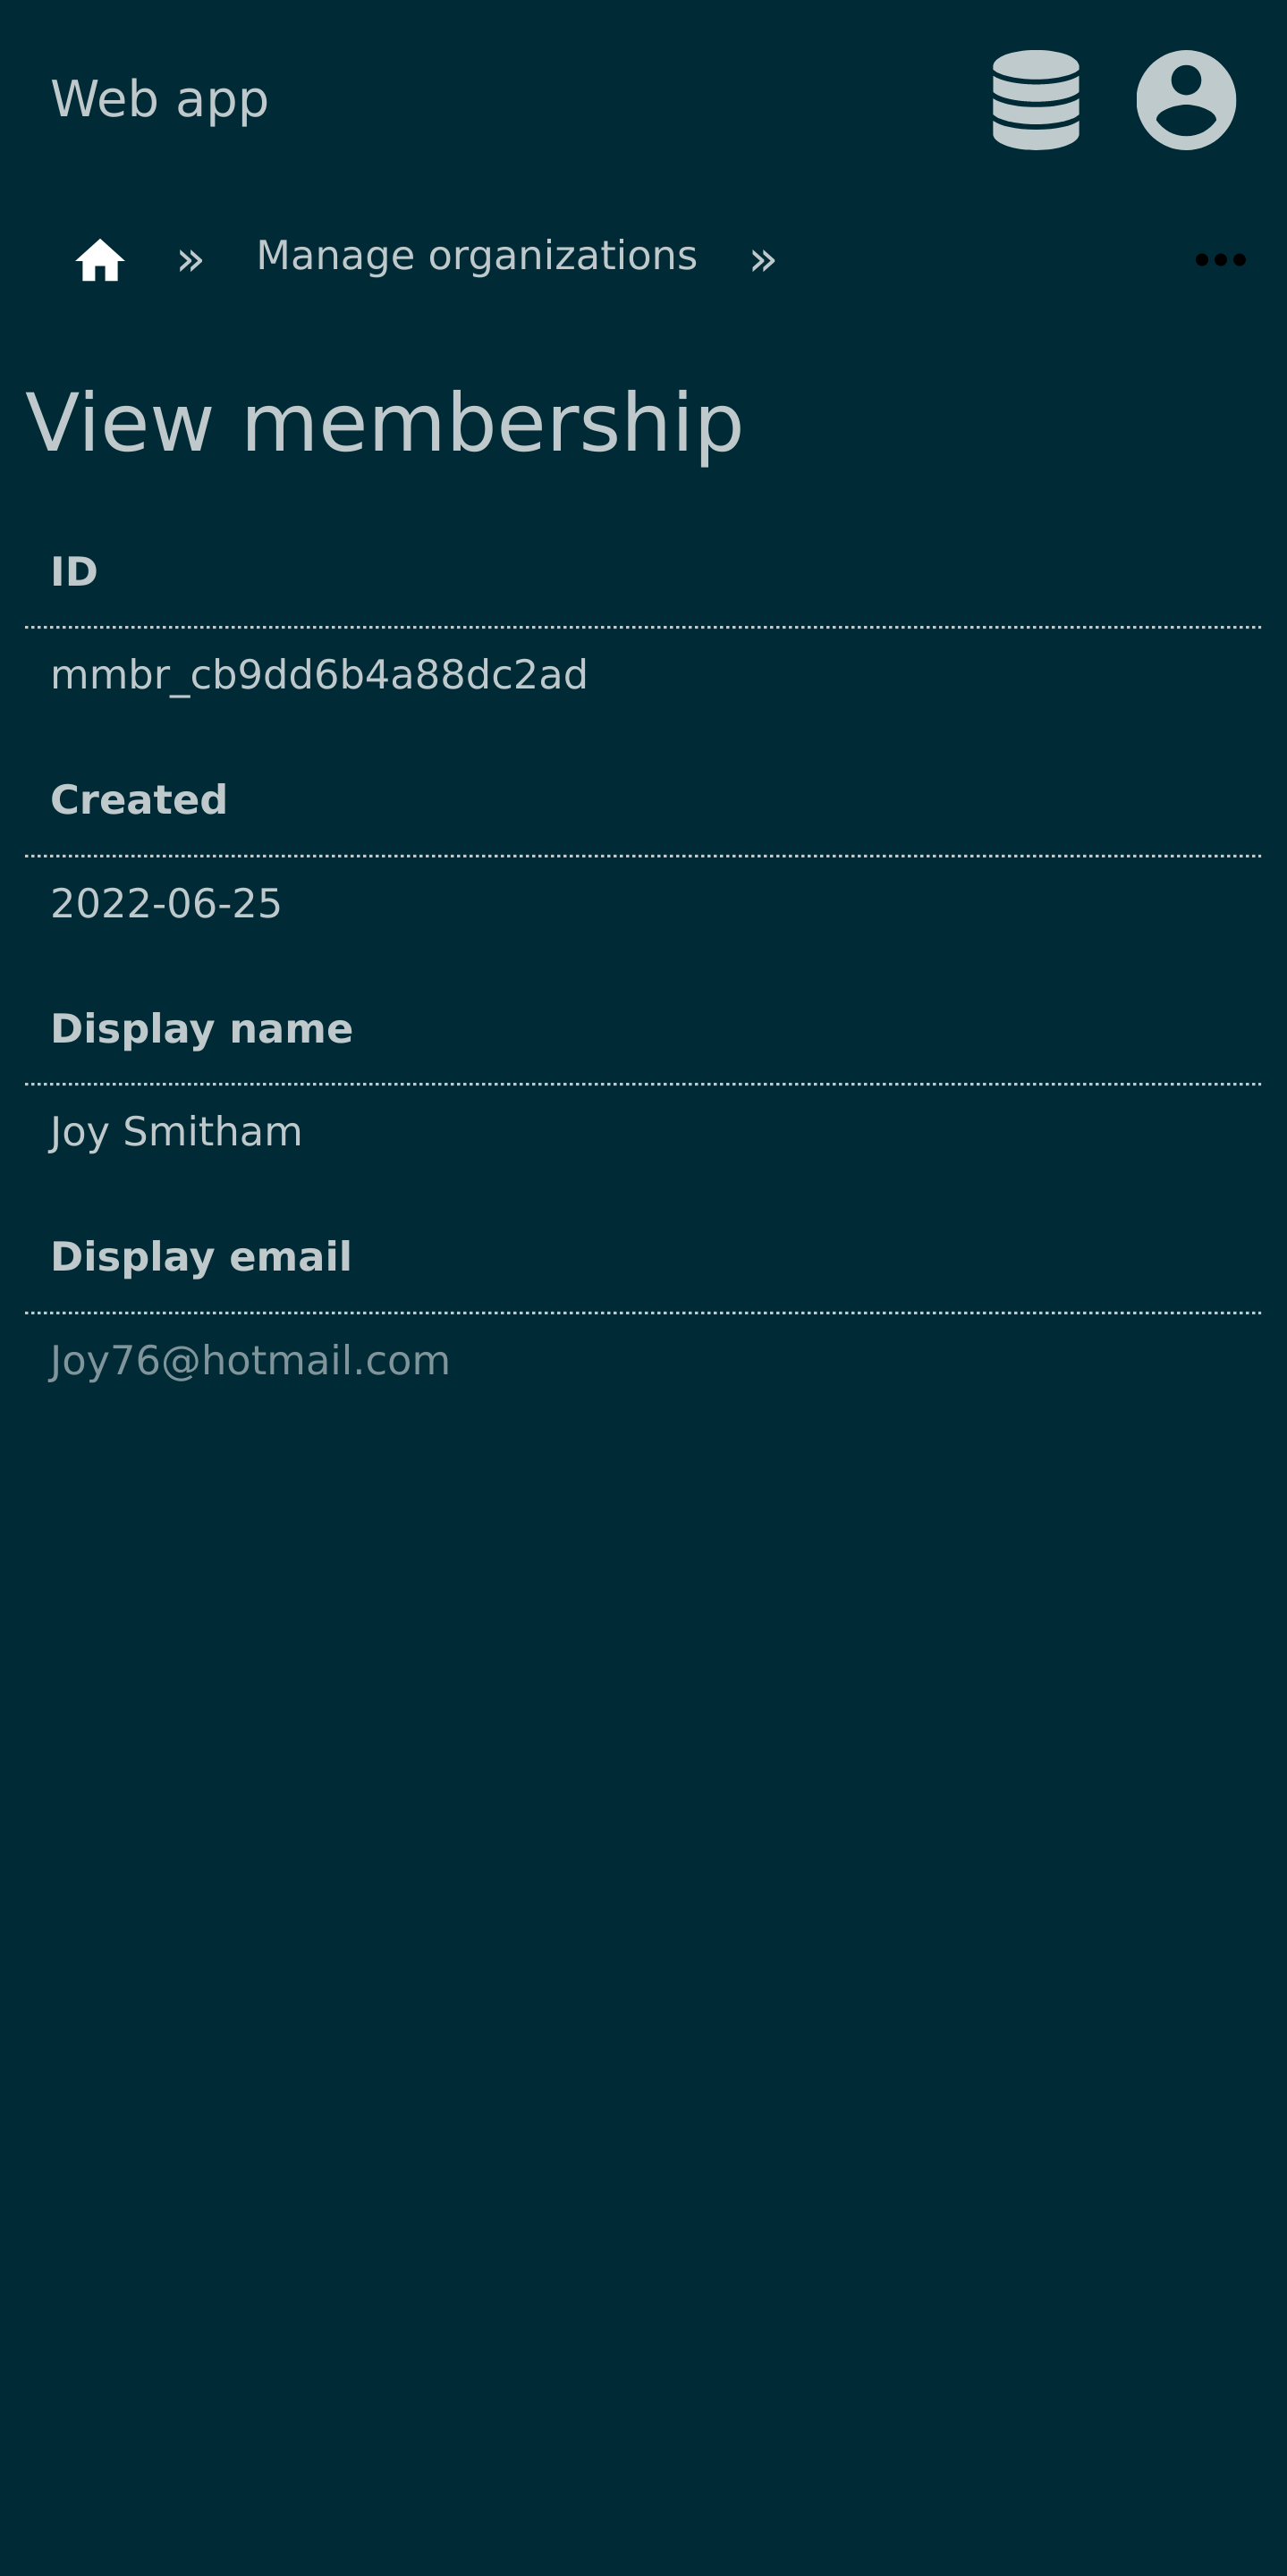 Web app
» Manage organizations »
View membership
ID
mmbr_cb9dd6b4a88dc2ad
Created
2022-06-25
Display name
Joy Smitham
Display email
Joy76@hotmail.com